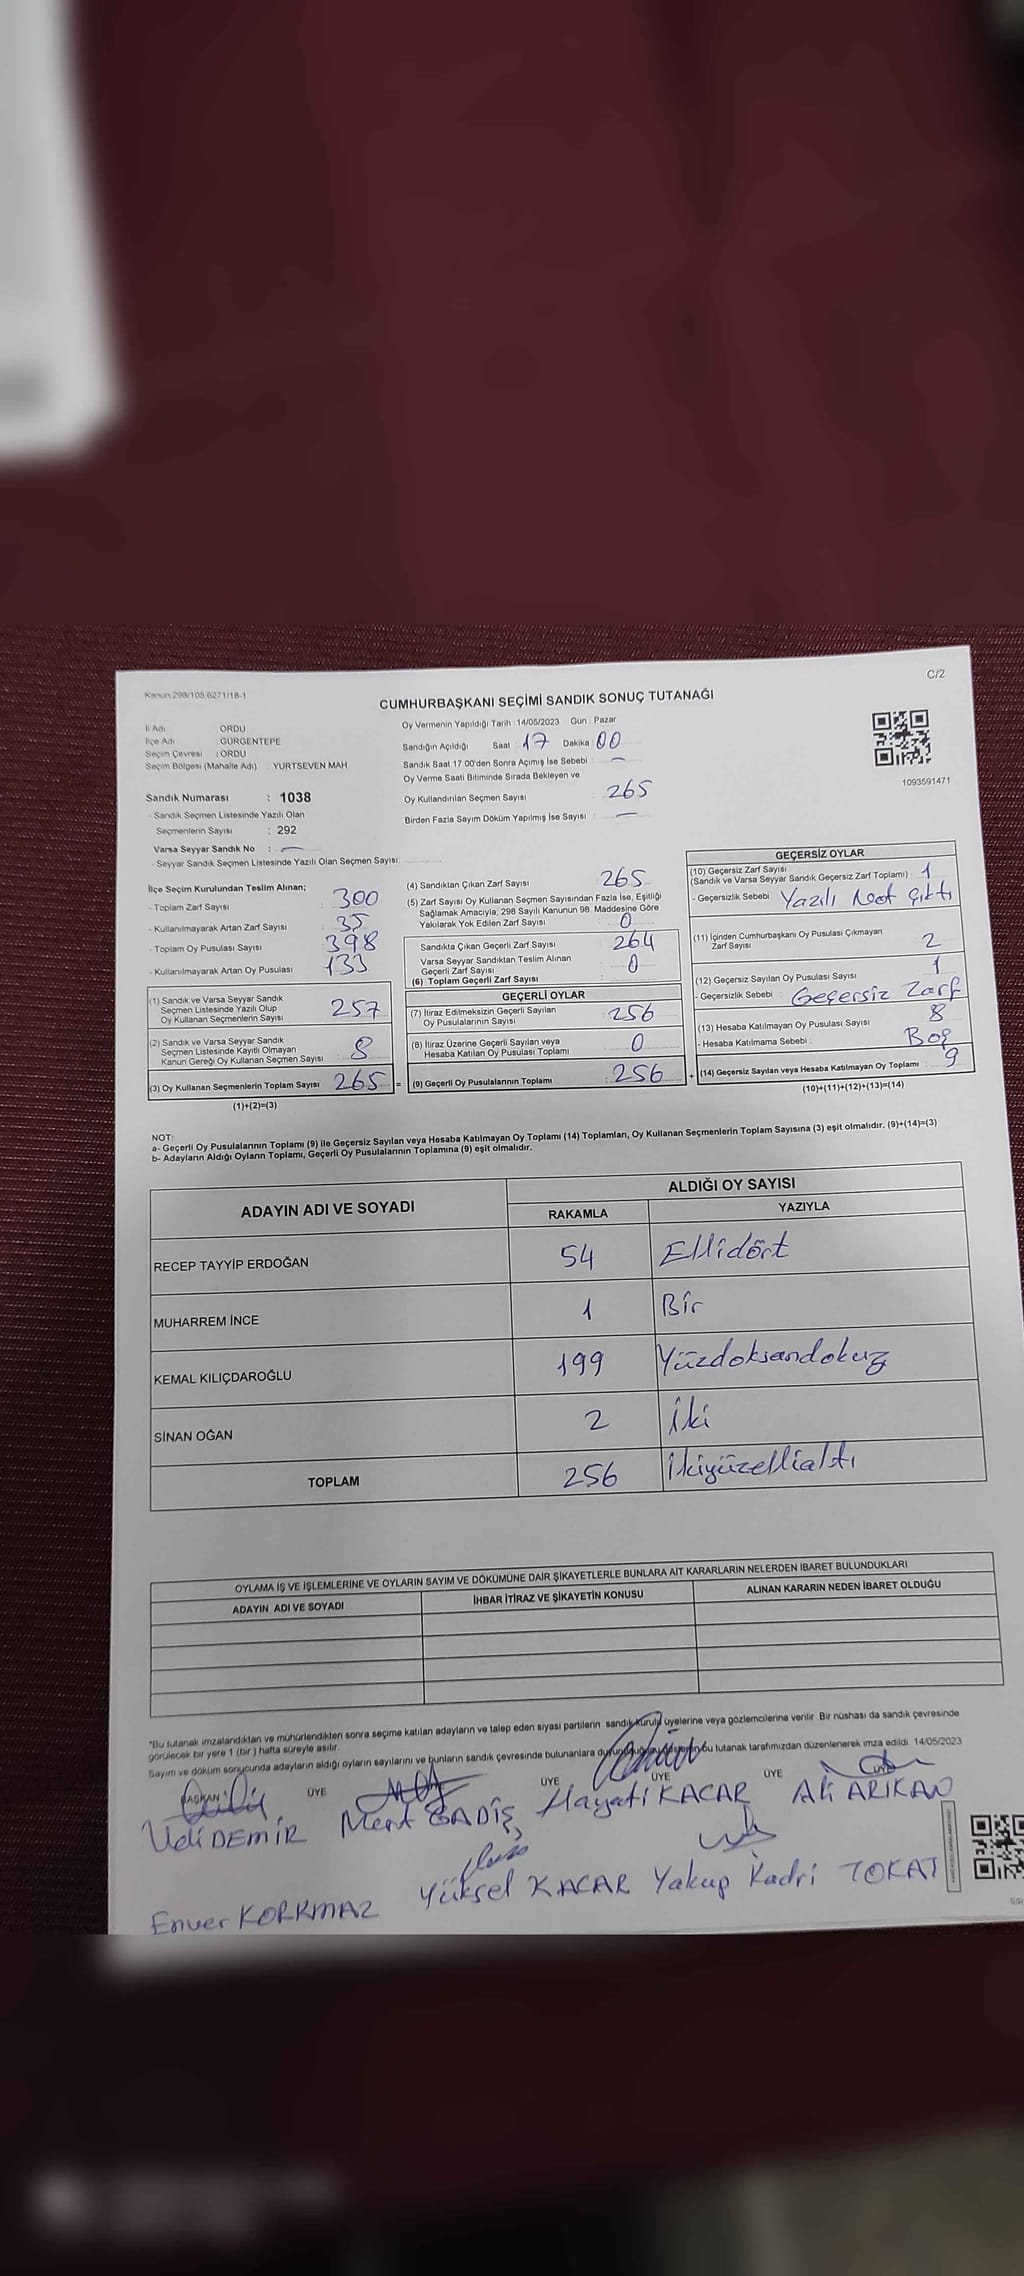 C/2
Kanun 298/105,6271/18-1
CUMHURBAŞKANI SEÇİMİ SANDIK SONUÇ TUTANAĞI
İl Adı ORDU
İlçe Adı GÜRGENTEPE
Seçim Çevresi : ORDU
Seçim Bölgesi (Mahalle Adı) YURTSEVEN MAH
Sandık Numarası : 1038
- Sandık Seçmen Listesinde Yazılı Olan
Seçmenlerin Sayısı : 292
Varsa Seyyar Sandık No : —
- Seyyar Sandık Seçmen Listesinde Yazılı Olan Seçmen Sayısı:
Oy Vermenin Yapıldığı Tarih 14/05/2023 Gün Pazar
Sandığın Açıldığı Saat 17 Dakika 00
Sandık Saat 17 00'den Sonra Açımış İse Sebebi : —
Oy Verme Saati Bitiminde Sırada Bekleyen ve
Oy Kullandırılan Seçmen Sayısı : 265
Birden Fazla Sayım Döküm Yapılmış İse Sayısı : —
1093591471
İlçe Seçim Kurulundan Teslim Alınan;
- Toplam Zarf Sayısı : 300
- Kullanılmayarak Artan Zarf Sayısı : 35
- Toplam Oy Pusulası Sayısı : 398
- Kullanılmayarak Artan Oy Pusulası : 133
(1) Sandık ve Varsa Seyyar Sandık
Seçmen Listesinde Yazılı Olup
Oy Kullanan Seçmenlerin Sayısı : 257
(2) Sandık ve Varsa Seyyar Sandık
Seçmen Listesinde Kayıtlı Olmayan
Kanun Gereği Oy Kullanan Seçmen Sayısı : 8
(3) Oy Kullanan Seçmenlerin Toplam Sayısı 265 =
(1)+(2)=(3)
(4) Sandıktan Çıkan Zarf Sayısı : 265
(5) Zarf Sayısı Oy Kullanan Seçmen Sayısından Fazla İse, Eşitliği
Sağlamak Amacıyla; 298 Sayılı Kanunun 98. Maddesine Göre
Yakılarak Yok Edilen Zarf Sayısı : 0
Sandıkta Çıkan Geçerli Zarf Sayısı : 264
Varsa Seyyar Sandıktan Teslim Alınan
Geçerli Zarf Sayısı : 0
(6) Toplam Geçerli Zarf Sayısı :
GEÇERLİ OYLAR
(7) İtiraz Edilmeksizin Geçerli Sayılan
Oy Pusulalarının Sayısı : 256
(8) İtiraz Üzerine Geçerli Sayılan veya
Hesaba Katılan Oy Pusulası Toplamı : 0
(9) Geçerli Oy Pusulalarının Toplamı : 256 +
GEÇERSİZ OYLAR
(10) Geçersiz Zarf Sayısı
(Sandık ve Varsa Seyyar Sandık Geçersiz Zarf Toplamı) : 1
- Geçersizlik Sebebi : Yazılı Not Çıktı
(11) İçinden Cumhurbaşkanı Oy Pusulası Çıkmayan
Zarf Sayısı 2
(12) Geçersiz Sayılan Oy Pusulası Sayısı : 1
- Geçersizlik Sebebi : Geçersiz Zarf
(13) Hesaba Katılmayan Oy Pusulası Sayısı : 8
- Hesaba Katılmama Sebebi : Boş
(14) Geçersiz Sayılan veya Hesaba Katılmayan Oy Toplamı : 9
(10)+(11)+(12)+(13)=(14)
NOT:
a- Geçerli Oy Pusulalarının Toplamı (9) ile Geçersiz Sayılan veya Hesaba Katılmayan Oy Toplamı (14) Toplamları, Oy Kullanan Seçmenlerin Toplam Sayısına (3) eşit olmalıdır. (9)+(14)=(3)
b- Adayların Aldığı Oyların Toplamı, Geçerli Oy Pusulalarının Toplamına (9) eşit olmalıdır.
ADAYIN ADI VE SOYADI ALDIĞI OY SAYISI
RAKAMLA YAZIYLA
RECEP TAYYİP ERDOĞAN 54 Ellidört
MUHARREM İNCE 1 Bir
KEMAL KILIÇDAROĞLU 199 Yüzdoksandokuz
SİNAN OĞAN 2 İki
TOPLAM 256 İkiyüzellialtı
OYLAMA İŞ VE İŞLEMLERİNE VE OYLARIN SAYIM VE DÖKÜMÜNE DAİR ŞİKAYETLERLE BUNLARA AİT KARARLARIN NELERDEN İBARET BULUNDUKLARI
ADAYIN ADI VE SOYADI İHBAR İTİRAZ VE ŞİKAYETİN KONUSU ALINAN KARARIN NEDEN İBARET OLDUĞU
*Bu tutanak imzalandıktan ve mühürlendikten sonra seçime katılan adayların ve talep eden siyasi partilerin sandık kurulu üyelerine veya gözlemcilerine verilir. Bir nüshası da sandık çevresinde
görülecek bir yere 1 (bir) hafta süreyle asılır.
Sayım ve döküm sonucunda adayların aldığı oyların sayılarını ve bunların sandık çevresinde bulunanlara bu tutanak tarafımızdan düzenlenerek imza edildi. 14/05/2023
BAŞKAN ÜYE ÜYE ÜYE ÜYE
DEMİR Mert Hayati KACAR Ali ARIKAN
Enver KORKMAZ Yüksel KACAR Yakup Kadri TOKAT